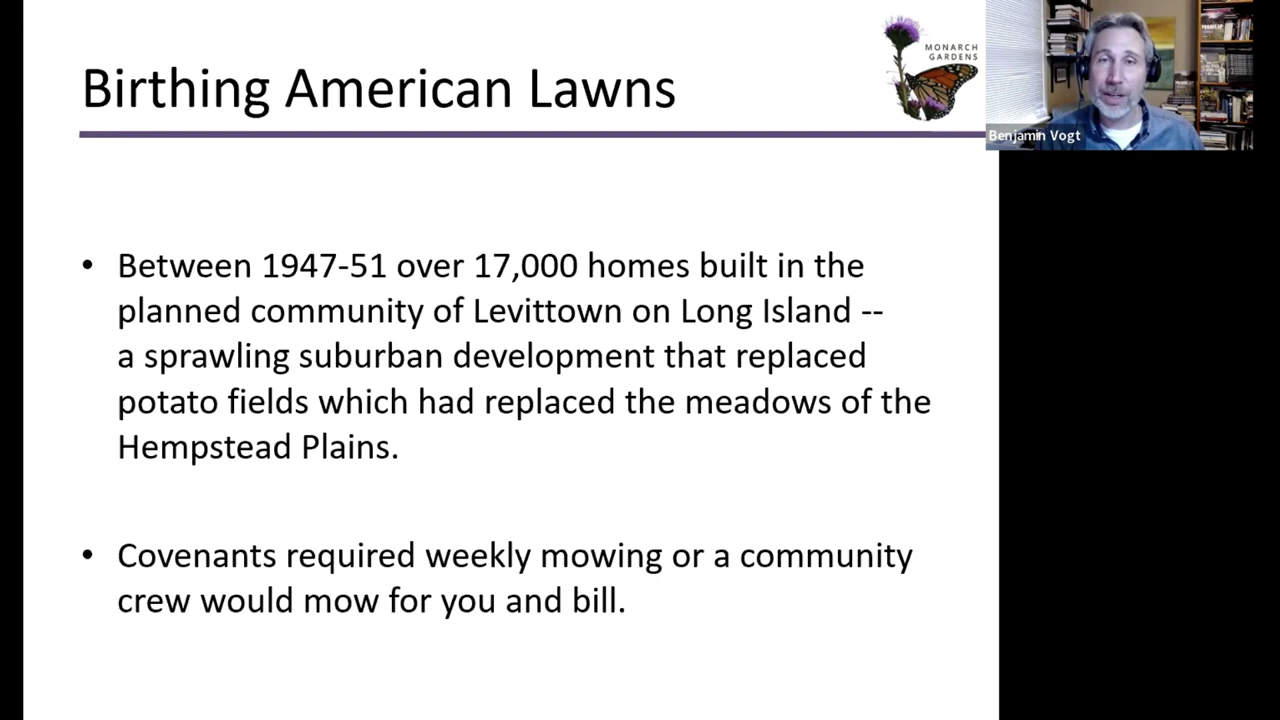 Birthing American Lawns
MONARCH
GARDENS
Benjamin Vogt
• Between 1947-51 over 17,000 homes built in the
planned community of Levittown on Long Island --
a sprawling suburban development that replaced
potato fields which had replaced the meadows of the
Hempstead Plains.
• Covenants required weekly mowing or a community
crew would mow for you and bill.